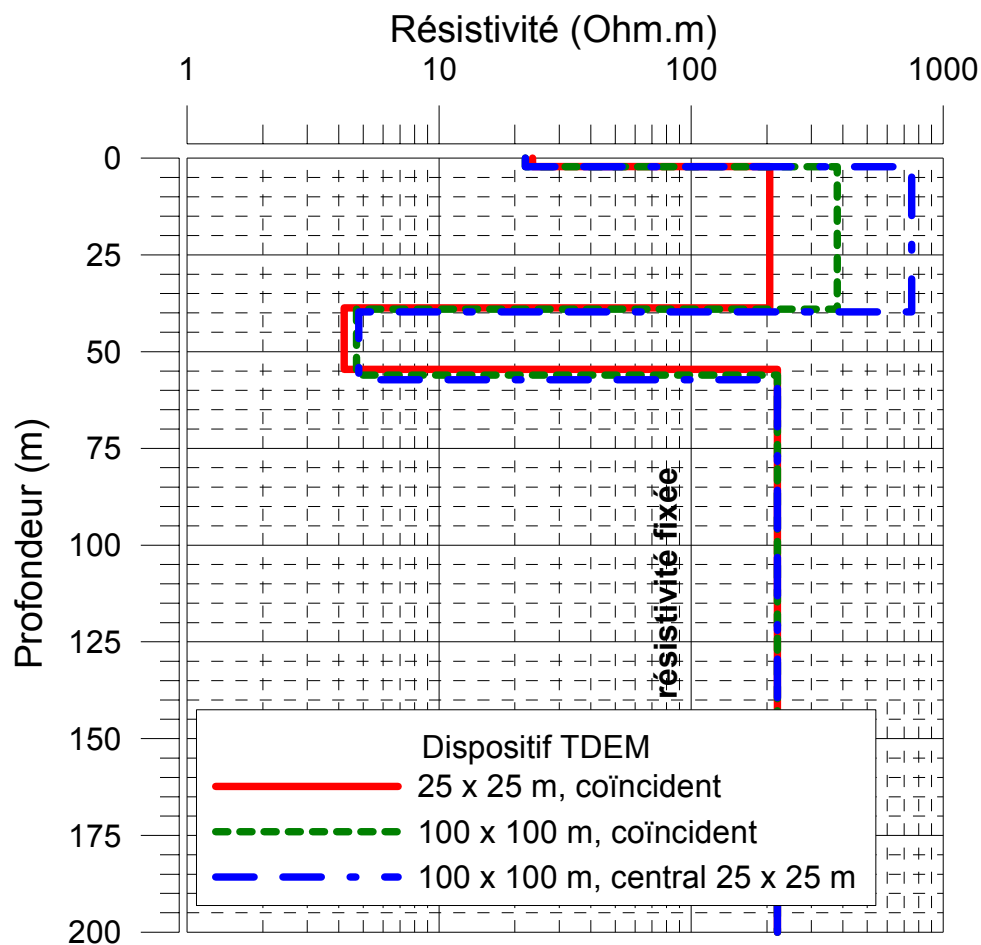 Résistivité (Ohm.m)
1 10 100 1000
0
25
50
75
100
125
150
175
200
Profondeur (m)
résistivité fixée
Dispositif TDEM
25 x 25 m, coïncident
100 x 100 m, coïncident
100 x 100 m, central 25 x 25 m